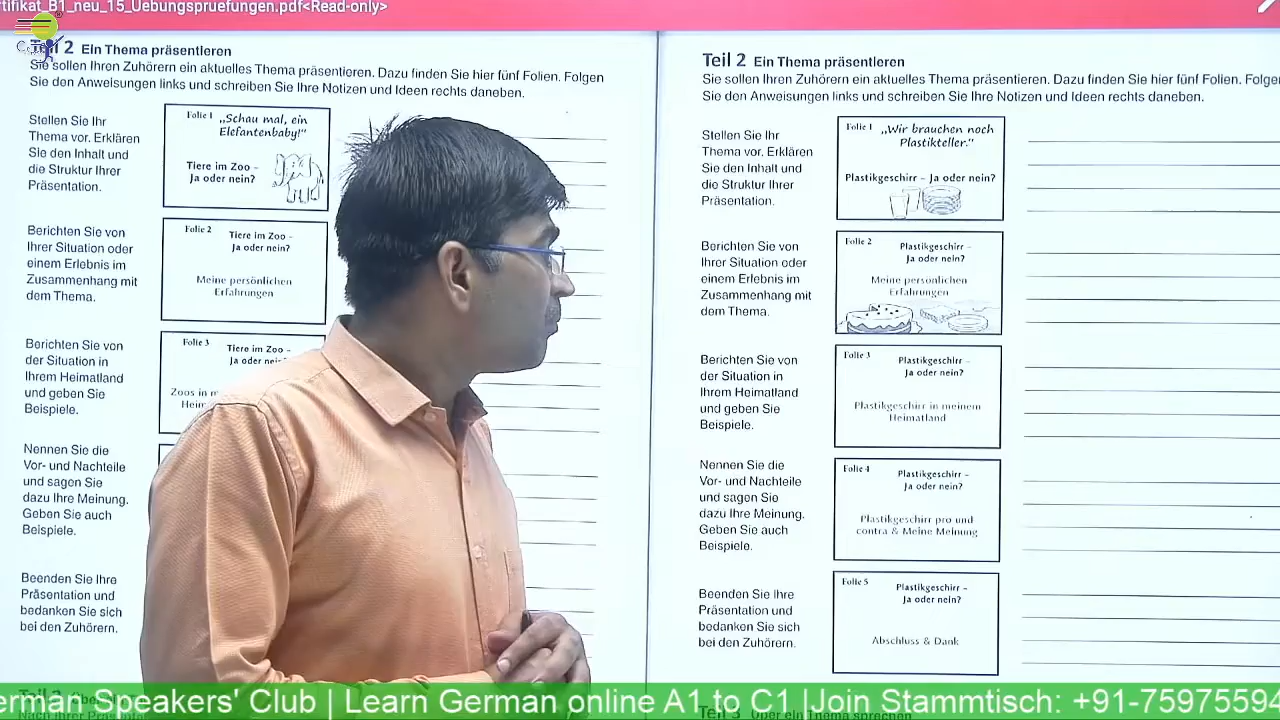 rtifikat_B1_neu_15_Uebungspruefungen.pdf<Read-only>
Teil 2 Ein Thema präsentieren
Sie sollen Ihren Zuhörern ein aktuelles Thema präsentieren. Dazu finden Sie hier fünf Folien. Folgen
Sie den Anweisungen links und schreiben Sie Ihre Notizen und Ideen rechts daneben.
Stellen Sie Ihr
Thema vor. Erklären
Sie den Inhalt und
die Struktur Ihrer
Präsentation.
Folie 1
„Schau mal, ein
Elefantenbaby!"
Tiere im Zoo –
Ja oder nein?
Berichten Sie von
Ihrer Situation oder
einem Erlebnis im
Zusammenhang mit
dem Thema.
Folie 2
Tiere im Zoo –
Ja oder nein?
Meine persönlichen
Erfahrungen
Berichten Sie von
der Situation in
Ihrem Heimatland
und geben Sie
Beispiele.
Folie 3
Tiere im Zoo –
Ja oder nei
Zoos in m
Heim
Nennen Sie die
Vor- und Nachteile
und sagen Sie
dazu Ihre Meinung.
Geben Sie auch
Beispiele.
Beenden Sie Ihre
Präsentation und
bedanken Sie sich
bei den Zuhörern.
Teil 2 Ein Thema präsentieren
Sie sollen Ihren Zuhörern ein aktuelles Thema präsentieren. Dazu finden Sie hier fünf Folien. Folge
Sie den Anweisungen links und schreiben Sie Ihre Notizen und Ideen rechts daneben.
Stellen Sie Ihr
Thema vor. Erklären
Sie den Inhalt und
die Struktur Ihrer
Präsentation.
Folie 1
„Wir brauchen noch
Plastikteller."
Plastikgeschirr – Ja oder nein?
Berichten Sie von
Ihrer Situation oder
einem Erlebnis im
Zusammenhang mit
dem Thema.
Folie 2
Plastikgeschirr –
Ja oder nein?
Meine persönlichen
Erfahrungen
Berichten Sie von
der Situation in
Ihrem Heimatland
und geben Sie
Beispiele.
Folie 3
Plastikgeschirr –
Ja oder nein?
Plastikgeschirr in meinem
Heimatland
Nennen Sie die
Vor- und Nachteile
und sagen Sie
dazu Ihre Meinung.
Geben Sie auch
Beispiele.
Folie 4
Plastikgeschirr –
Ja oder nein?
Plastikgeschirr pro und
contra & Meine Meinung
Beenden Sie Ihre
Präsentation und
bedanken Sie sich
bei den Zuhörern.
Folie 5
Plastikgeschirr –
Ja oder nein?
Abschluss & Dank
Teil 3 Über ein Thema sprechen
erman Speakers' Club | Learn German online A1 to C1 |Join Stammtisch: +91-75975594